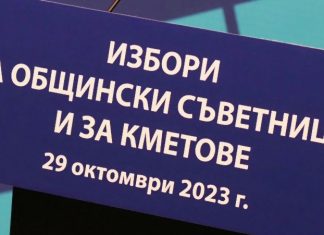 ИЗБОРИ
А ОБЩИНСКИ СЪВЕТНИЦ
И ЗА КМЕТОВЕ
29 октомври 2023 г.